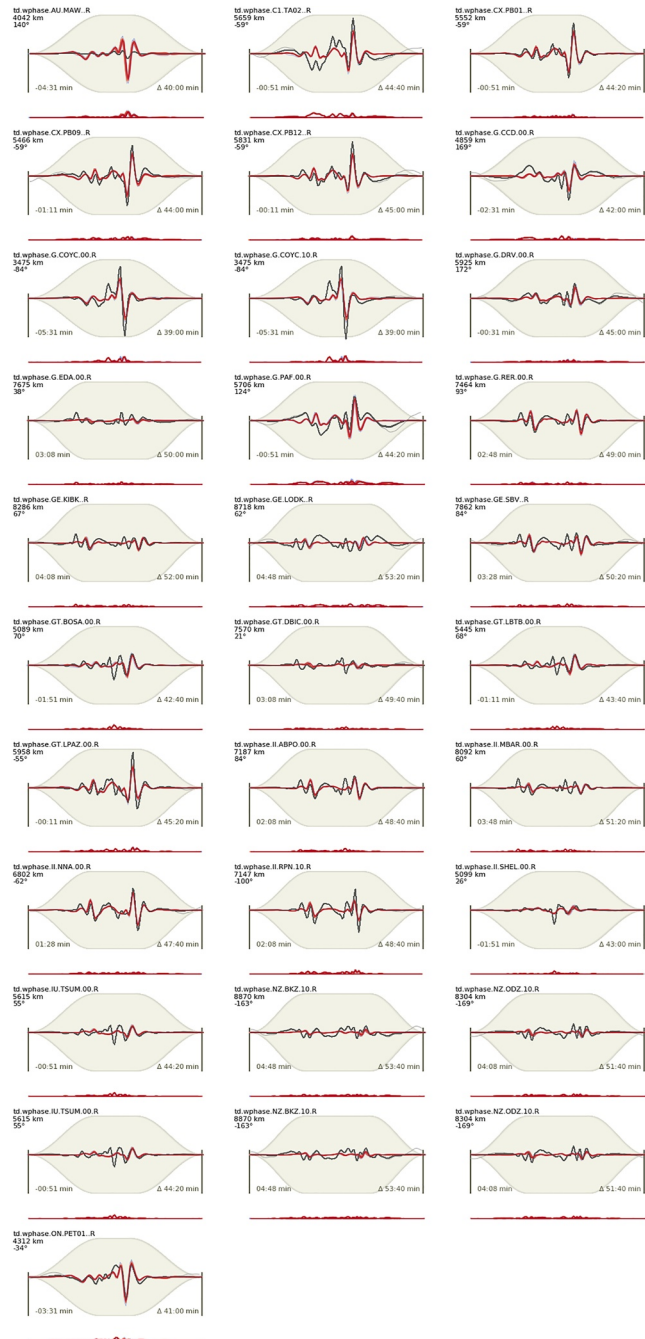 td.wphase.AU.MAW..R
4042 km
140°
-04:31 min
Δ 40:00 min
td.wphase.C1.TA02..R
5659 km
-59°
-00:51 min
Δ 44:40 min
td.wphase.CX.PB01..R
5552 km
-59°
-00:51 min
Δ 44:20 min
td.wphase.CX.PB09..R
5466 km
-59°
-01:11 min
Δ 44:00 min
td.wphase.CX.PB12..R
5831 km
-59°
-00:11 min
Δ 45:00 min
td.wphase.G.CCD.00.R
4859 km
169°
-02:31 min
Δ 42:00 min
td.wphase.G.COYC.00.R
3475 km
-84°
-05:31 min
Δ 39:00 min
td.wphase.G.COYC.10.R
3475 km
-84°
-05:31 min
Δ 39:00 min
td.wphase.G.DRV.00.R
5925 km
172°
-00:31 min
Δ 45:00 min
td.wphase.G.EDA.00.R
7675 km
38°
03:08 min
Δ 50:00 min
td.wphase.G.PAF.00.R
5706 km
124°
-00:51 min
Δ 44:20 min
td.wphase.G.RER.00.R
7464 km
93°
02:48 min
Δ 49:00 min
td.wphase.GE.KIBK..R
8286 km
67°
04:08 min
Δ 52:00 min
td.wphase.GE.LODK..R
8718 km
62°
04:48 min
Δ 53:20 min
td.wphase.GE.SBV..R
7862 km
84°
03:28 min
Δ 50:20 min
td.wphase.GT.BOSA.00.R
5089 km
70°
-01:51 min
Δ 42:40 min
td.wphase.GT.DBIC.00.R
7570 km
21°
03:08 min
Δ 49:40 min
td.wphase.GT.LBTB.00.R
5445 km
68°
-01:11 min
Δ 43:40 min
td.wphase.GT.LPAZ.00.R
5958 km
-55°
-00:11 min
Δ 45:20 min
td.wphase.II.ABPO.00.R
7187 km
84°
02:08 min
Δ 48:40 min
td.wphase.II.MBAR.00.R
8092 km
60°
03:48 min
Δ 51:20 min
td.wphase.II.NNA.00.R
6802 km
-62°
01:28 min
Δ 47:40 min
td.wphase.II.RPN.10.R
7147 km
-100°
02:08 min
Δ 48:40 min
td.wphase.II.SHEL.00.R
5099 km
26°
-01:51 min
Δ 43:00 min
td.wphase.IU.TSUM.00.R
5615 km
55°
-00:51 min
Δ 44:20 min
td.wphase.NZ.BKZ.10.R
8870 km
-163°
04:48 min
Δ 53:40 min
td.wphase.NZ.ODZ.10.R
8304 km
-169°
04:08 min
Δ 51:40 min
td.wphase.IU.TSUM.00.R
5615 km
55°
-00:51 min
Δ 44:20 min
td.wphase.NZ.BKZ.10.R
8870 km
-163°
04:48 min
Δ 53:40 min
td.wphase.NZ.ODZ.10.R
8304 km
-169°
04:08 min
Δ 51:40 min
td.wphase.ON.PET01..R
4312 km
-34°
-03:31 min
Δ 41:00 min